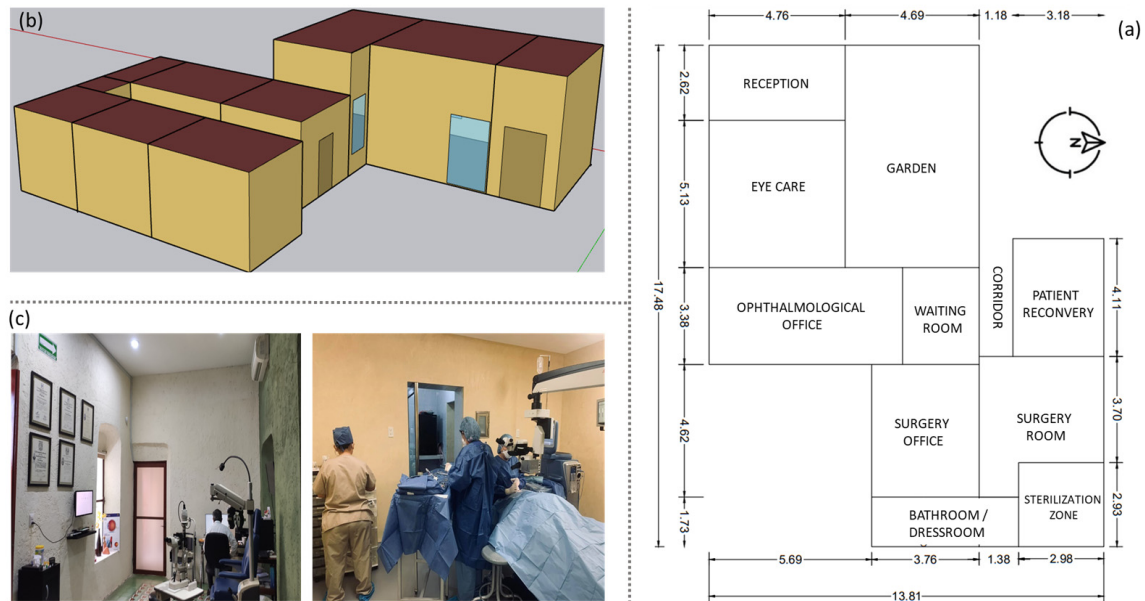 (b)
(c)
(a)
4.76
4.69
1.18
3.18
2.62
5.13
17.48
3.38
4.62
1.73
RECEPTION
EYE CARE
GARDEN
N
OPHTHALMOLOGICAL
OFFICE
WAITING
ROOM
CORRIDOR
PATIENT
RECONVERY
4.11
SURGERY
OFFICE
SURGERY
ROOM
3.70
BATHROOM /
DRESSROOM
STERILIZATION
ZONE
2.93
5.69
3.76
1.38
2.98
13.81